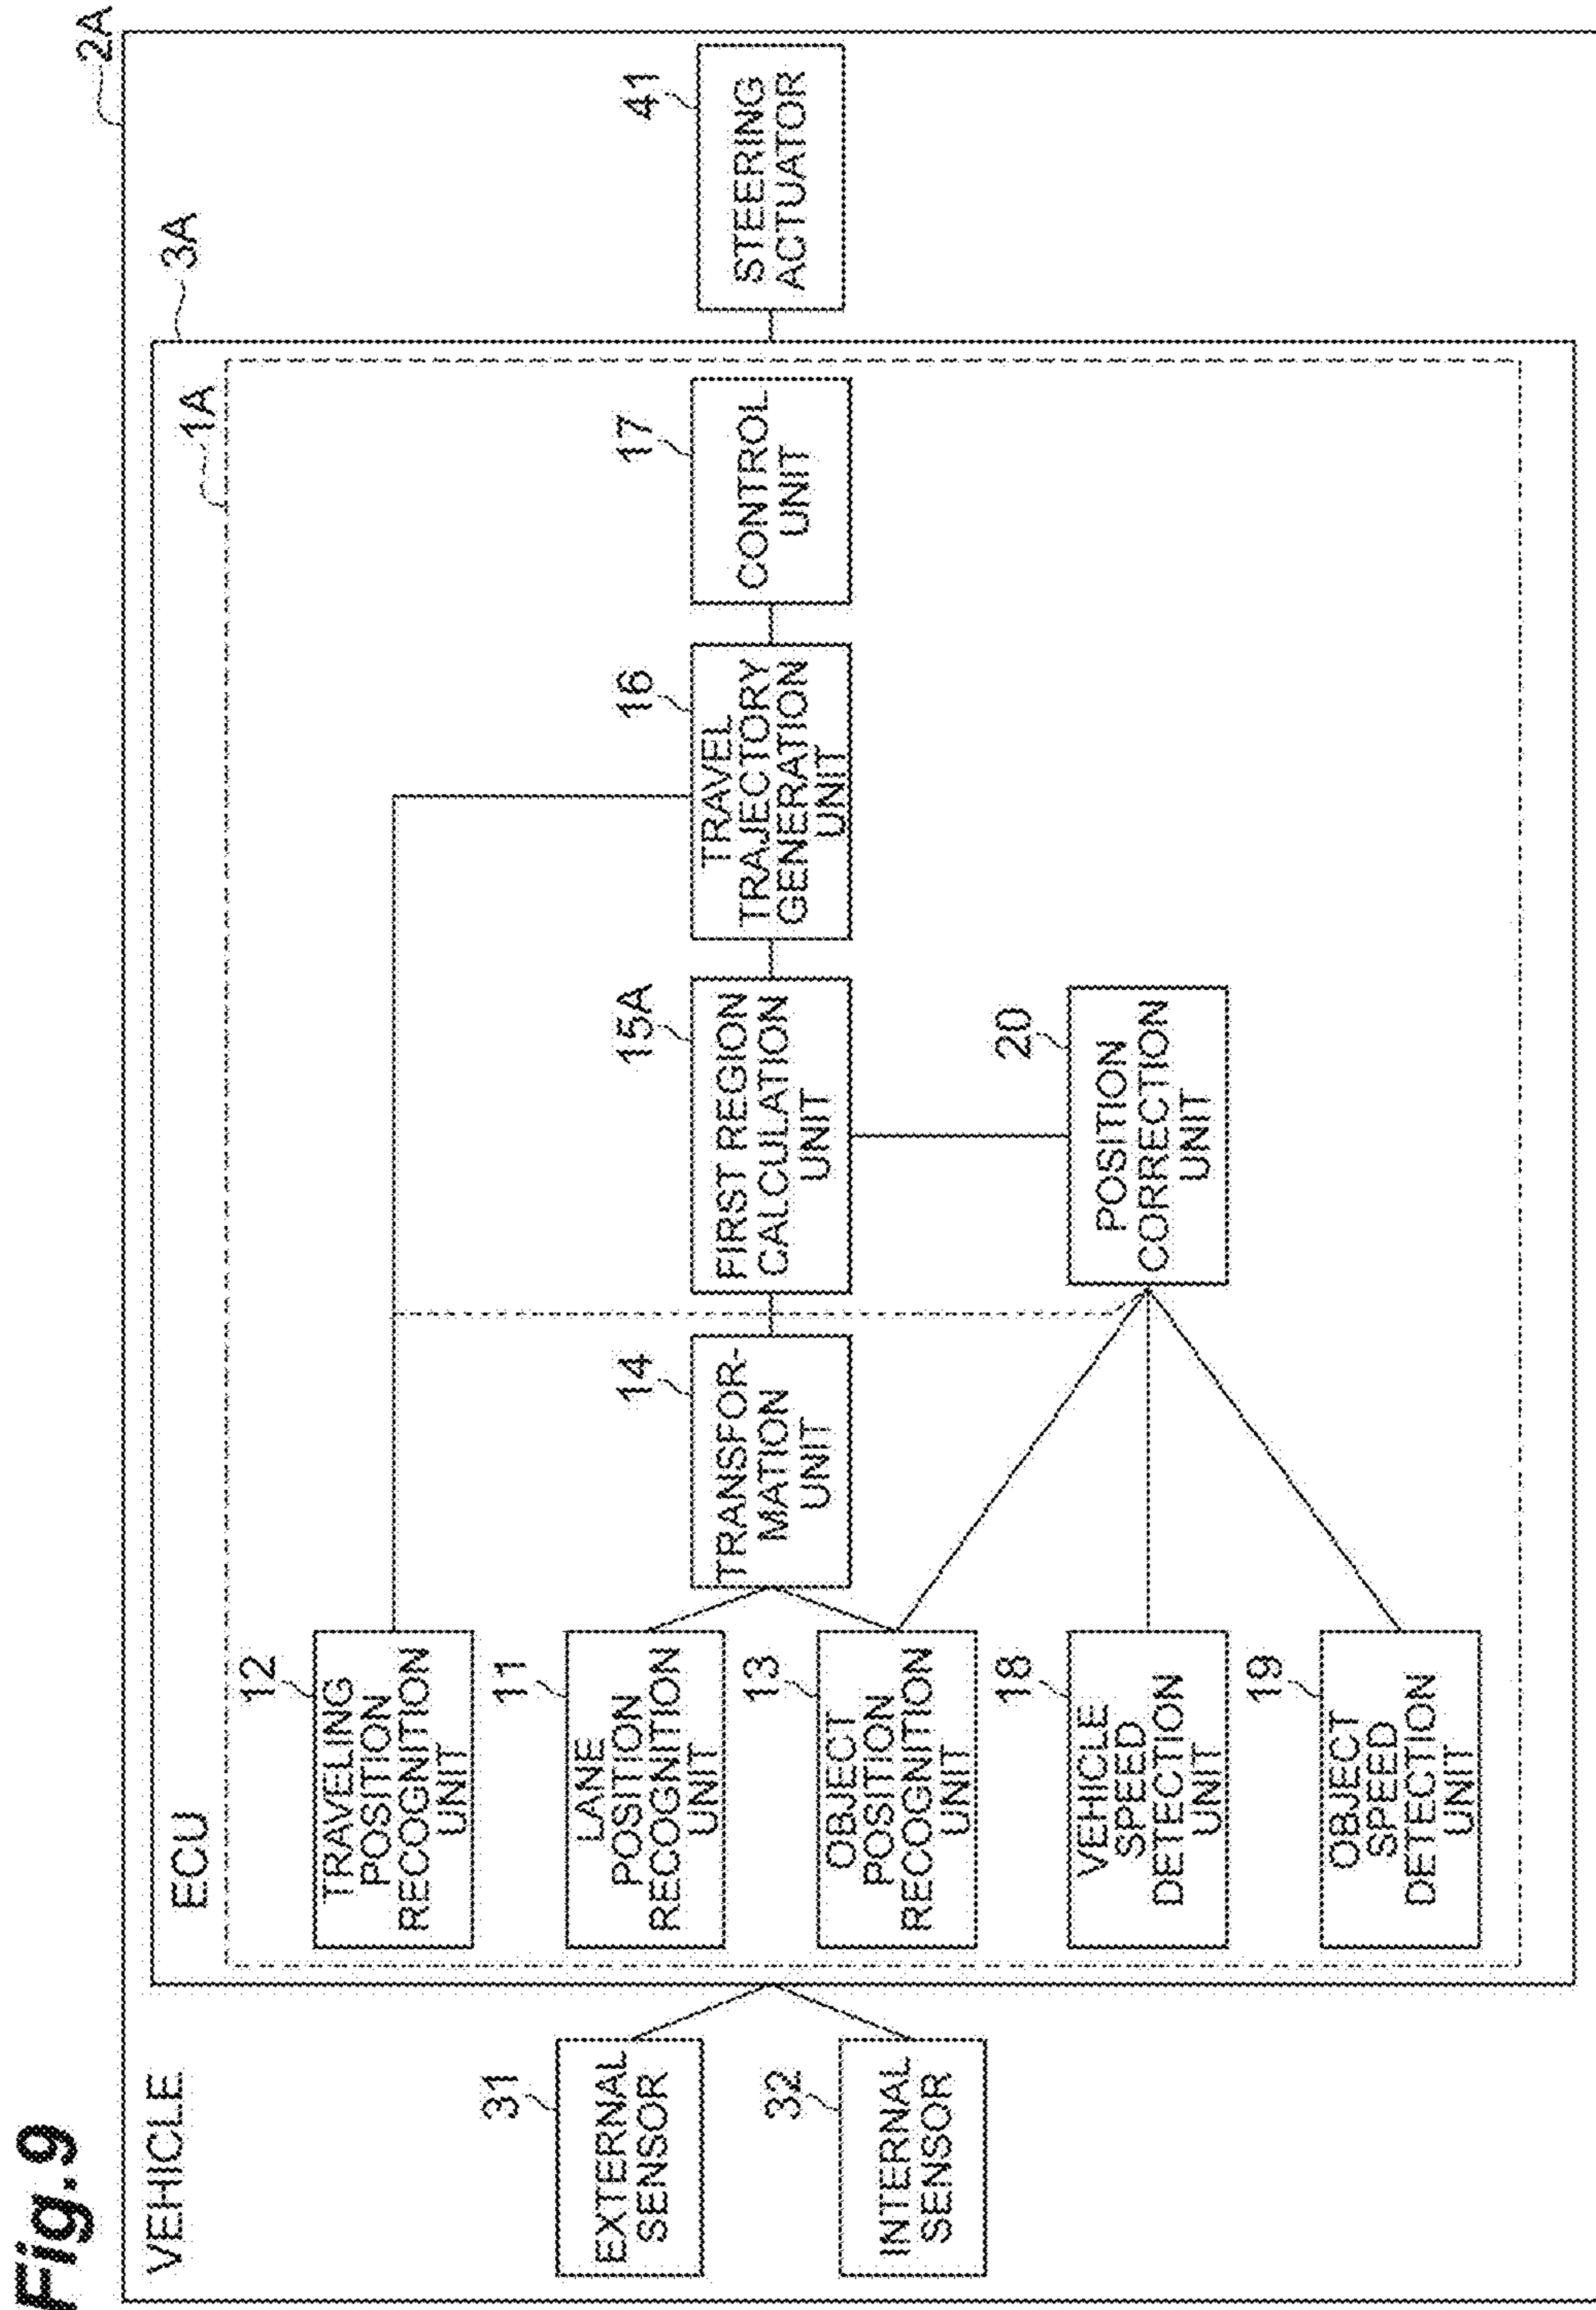 Fig.9
VEHICLE
2A
ECU
3A
1A
31
EXTERNAL
SENSOR
32
INTERNAL
SENSOR
12
TRAVELING
POSITION
RECOGNITION
UNIT
11
LANE
POSITION
RECOGNITION
UNIT
13
OBJECT
POSITION
RECOGNITION
UNIT
18
VEHICLE
SPEED
DETECTION
UNIT
19
OBJECT
SPEED
DETECTION
UNIT
14
TRANSFOR-
MATION
UNIT
15A
FIRST REGION
CALCULATION
UNIT
20
POSITION
CORRECTION
UNIT
16
TRAVEL
TRAJECTORY
GENERATION
UNIT
17
CONTROL
UNIT
41
STEERING
ACTUATOR